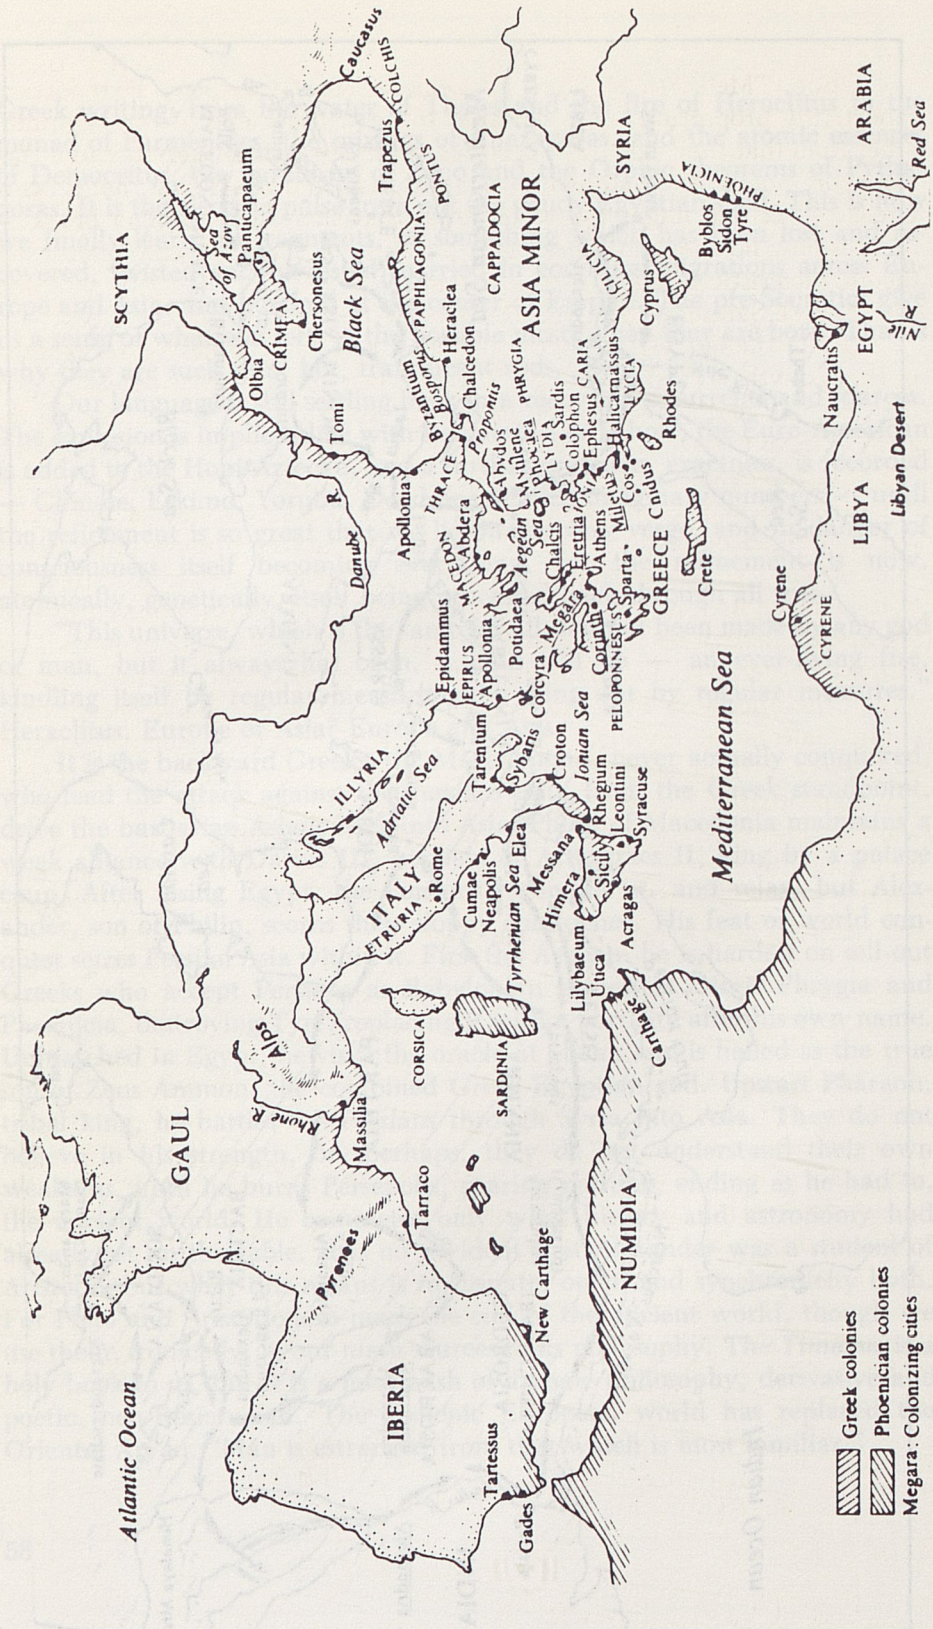 Atlantic Ocean
GAUL
SCYTHIA
Caucasus
COLCHIS
Sea
of Azov
Panticapaeum
Trapezus
PONTUS
Olbia
CRIMEA
Chersonesus
Black Sea
PAPHLAGONIA
CAPPADOCIA
ASIA MINOR
SYRIA
PHOENICIA
ARABIA
Red Sea
Tomi
Danube
R.
Apollonia
Byzantium
Bosporus
Heraclea
Chalcedon
Propontis
PHRYGIA
CILICIA
Cyprus
Byblos
Sidon
Tyre
EGYPT
Nile R.
THRACE
MACEDON
Abdera
Abydos
Mytilene
Phocaea
LYDIA
Sardis
Aegean
Sea
Colophon
IONIA
Ephesus
CARIA
Halicarnassus
LYCIA
Miletus
Cos
Cnidus
Rhodes
Naucratis
Libyan Desert
LIBYA
Alps
Rhone R.
ITALY
ETRURIA
ILLYRIA
Adriatic Sea
Epidamnus
EPIRUS
Apollonia
Potidaea
Chalcis
Eretria
Megara
Athens
Corinth
Sparta
GREECE
PELOPONNESE
Crete
Corcyra
Ionian Sea
Tarentum
Sybaris
Croton
Rome
Cumae
Neapolis
Elea
Tyrrhenian Sea
Messana
Rhegum
Himera
Sicily
Leontini
Syracuse
Lilybaeum
Acragas
Utica
Carthage
Mediterranean Sea
Cyrene
CYRENE
CORSICA
SARDINIA
Massilia
Tarraco
Pyrenees
IBERIA
New Carthage
Tartessus
Gades
NUMIDIA
Greek colonies
Phoenician colonies
Megara: Colonizing cities